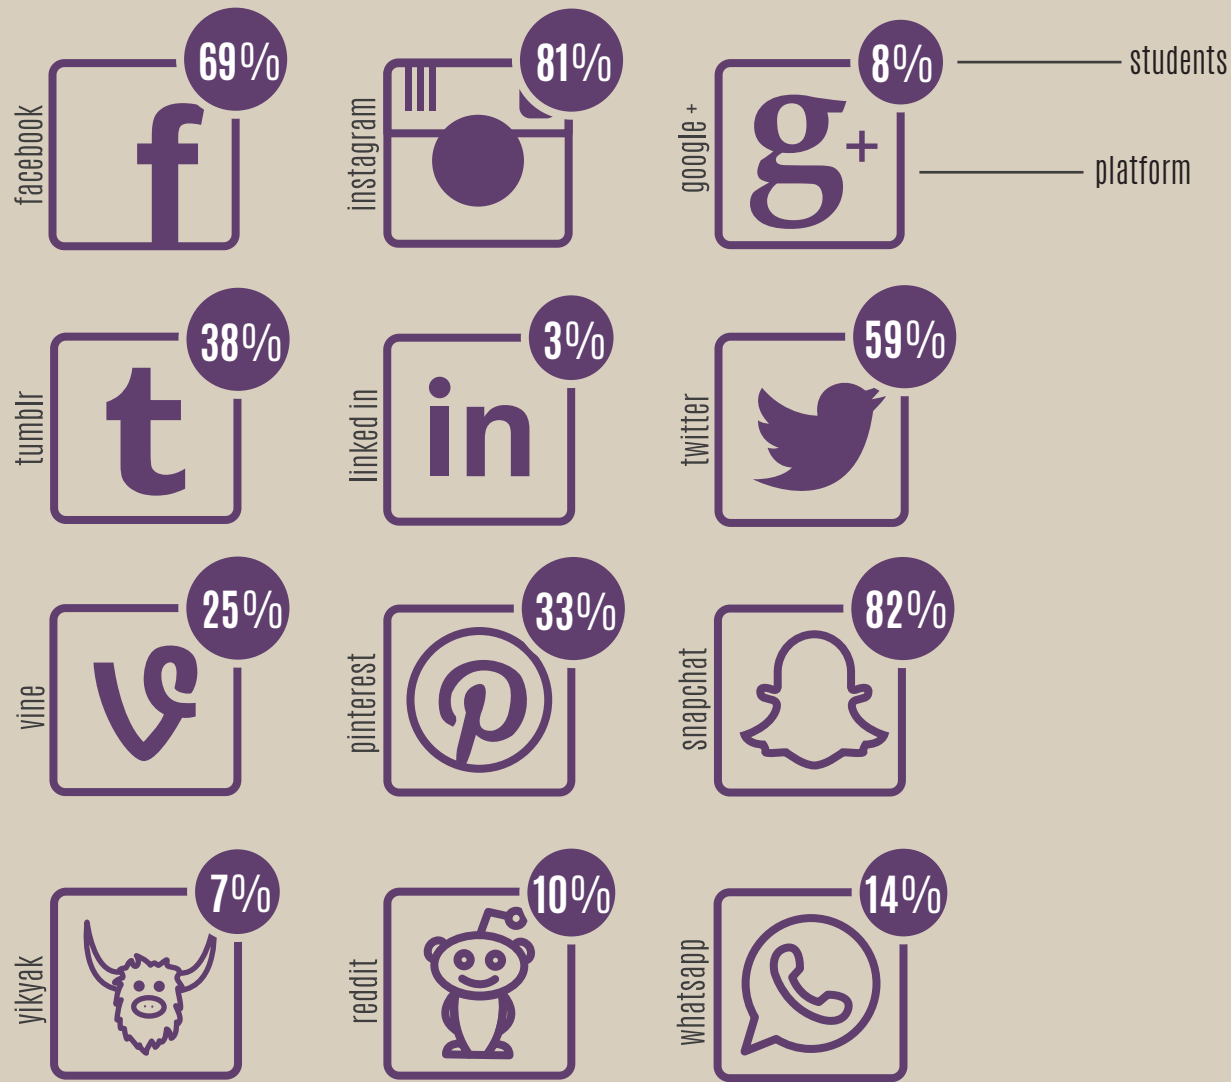 69%
facebook
81%
instagram
8%
google +
students
platform
38%
tumblr
3%
linked in
59%
twitter
25%
vine
33%
pinterest
82%
snapchat
7%
yikyak
10%
reddit
14%
whatsapp
f
g+
t
in